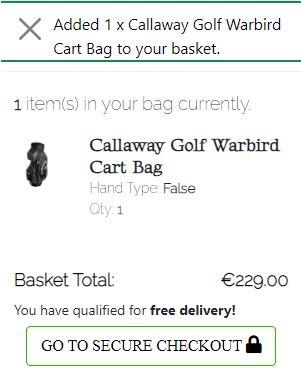 Added 1 x Callaway Golf Warbird
Cart Bag to your basket.
1 item(s) in your bag currently.
Callaway Golf Warbird
Cart Bag
Hand Type: False
Qty: 1
Basket Total: €229.00
You have qualified for free delivery!
GO TO SECURE CHECKOUT